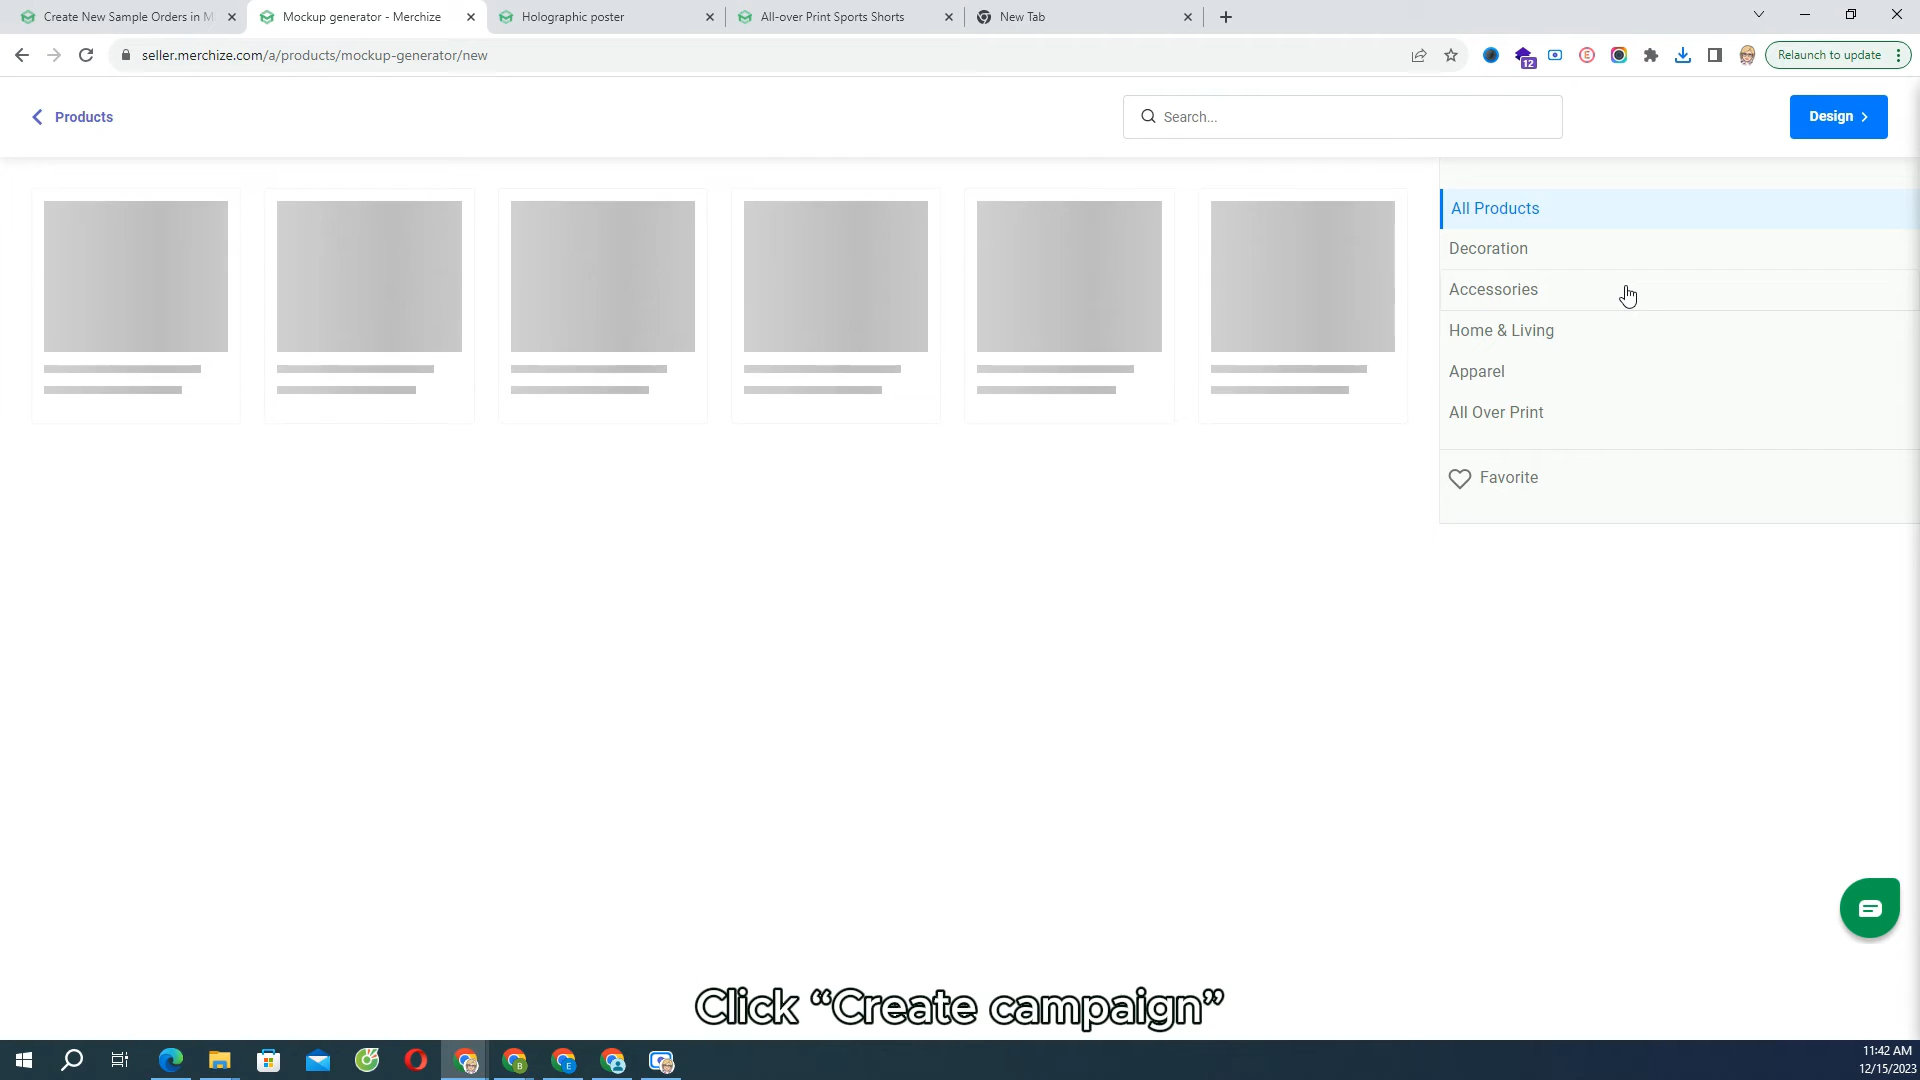 Create New Sample Orders in M
Mockup generator - Merchize
Holographic poster
All-over Print Sports Shorts
New Tab
seller.merchize.com/a/products/mockup-generator/new
12
E
Relaunch to update
Products
Search...
Design
All Products
Decoration
Accessories
Home & Living
Apparel
All Over Print
Favorite
Click “Create campaign”
B
E
11:42 AM
12/15/2023